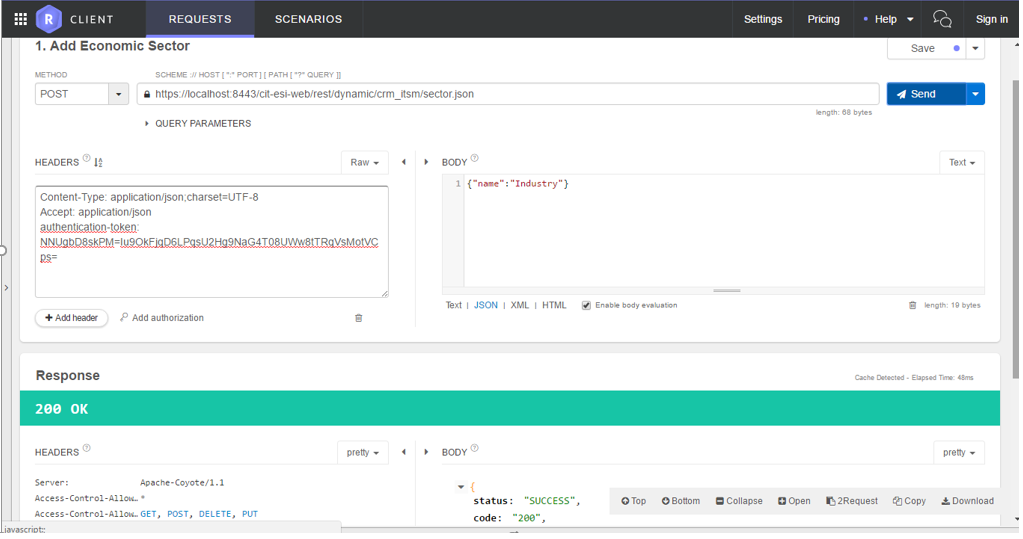 R CLIENT REQUESTS SCENARIOS Settings Pricing Help Sign in
1. Add Economic Sector
Save
METHOD
SCHEME :// HOST [ ":" PORT ] [ PATH [ "?" QUERY ]]
POST
https://localhost:8443/cit-esi-web/rest/dynamic/crm_itsm/sector.json
Send
length: 68 bytes
QUERY PARAMETERS
HEADERS ?
Raw
BODY ?
Text
Content-Type: application/json;charset=UTF-8
Accept: application/json
authentication-token:
NNUgbD8skPM=Iu9OkFjqD6LPqsU2Hg9NaG4T08UWw8tTRgVsMotVC
ps=
1 {"name":"Industry"}
Text | JSON | XML | HTML Enable body evaluation
length: 19 bytes
+ Add header
Add authorization
Response
Cache Detected - Elapsed Time: 48ms
200 OK
HEADERS ?
pretty
BODY ?
pretty
Server: Apache-Coyote/1.1
Access-Control-Allow… *
Access-Control-Allow… GET, POST, DELETE, PUT
{
status: "SUCCESS",
code: "200",
Top Bottom Collapse Open 2Request Copy Download
javascript:;